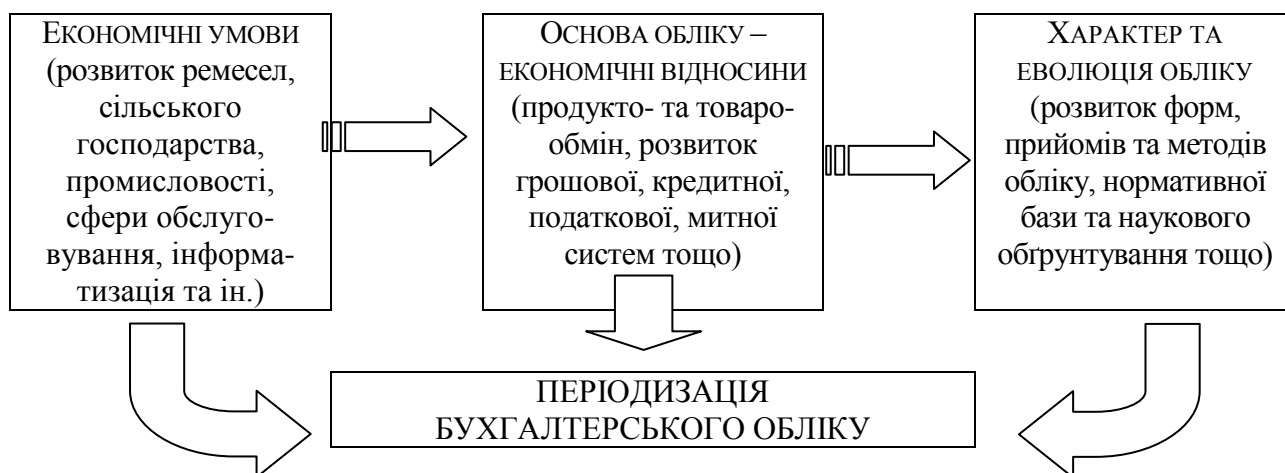 ЕКОНОМІЧНІ УМОВИ
(розвиток ремесел,
сільського
господарства,
промисловості,
сфери обслуго-
вування, інформа-
тизація та ін.)
ОСНОВА ОБЛІКУ –
ЕКОНОМІЧНІ ВІДНОСИНИ
(продукто- та товаро-
обмін, розвиток
грошової, кредитної,
податкової, митної
систем тощо)
ХАРАКТЕР ТА
ЕВОЛЮЦІЯ ОБЛІКУ
(розвиток форм,
прийомів та методів
обліку, нормативної
бази та наукового
обґрунтування тощо)
ПЕРІОДИЗАЦІЯ
БУХГАЛТЕРСЬКОГО ОБЛІКУ